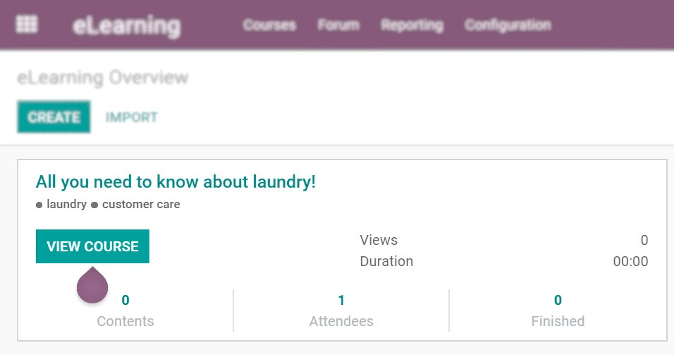 eLearning Courses Forum Reporting Configuration
eLearning Overview
CREATE IMPORT
All you need to know about laundry!
laundry customer care
VIEW COURSE
Views 0
Duration 00:00
0 1 0
Contents Attendees Finished